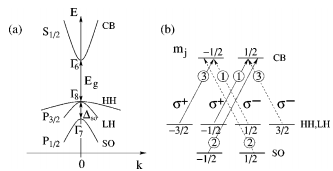 (a)
E
S1/2
CB
Γ6
Eg
Γ8
HH
P3/2
Δso
LH
Γ7
P1/2
SO
0
k
(b)
mj
−1/2
1/2
CB
3
1
1
3
σ+
σ+
σ−
σ−
−3/2
−1/2
1/2
3/2
HH,LH
2
2
−1/2
1/2
SO